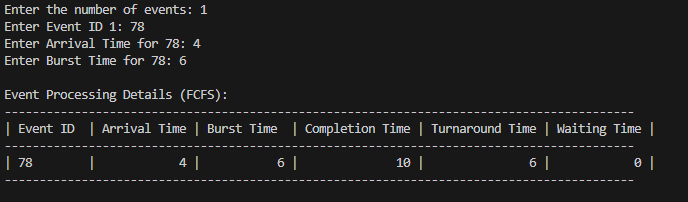 Enter the number of events: 1
Enter Event ID 1: 78
Enter Arrival Time for 78: 4
Enter Burst Time for 78: 6

Event Processing Details (FCFS):
------------------------------------------------------------------------------------------
| Event ID  | Arrival Time | Burst Time  | Completion Time | Turnaround Time | Waiting Time |
------------------------------------------------------------------------------------------
| 78        |            4 |           6 |              10 |               6 |            0 |
------------------------------------------------------------------------------------------